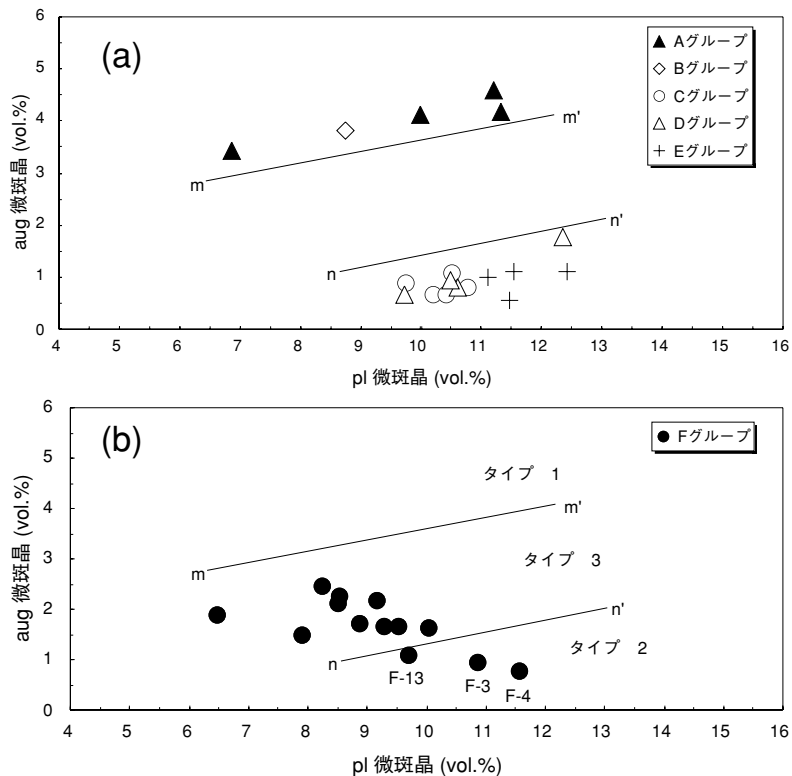 (a)
6
5
4
3
2
1
0
aug 微斑晶 (vol.%)
▲ Aグループ
◇ Bグループ
○ Cグループ
△ Dグループ
+ Eグループ
m
m'
n
n'
4 5 6 7 8 9 10 11 12 13 14 15 16
pl 微斑晶 (vol.%)
(b)
6
5
4
3
2
1
0
aug 微斑晶 (vol.%)
● Fグループ
タイプ 1
m
m'
タイプ 3
n
n'
タイプ 2
F-13
F-3
F-4
4 5 6 7 8 9 10 11 12 13 14 15 16
pl 微斑晶 (vol.%)